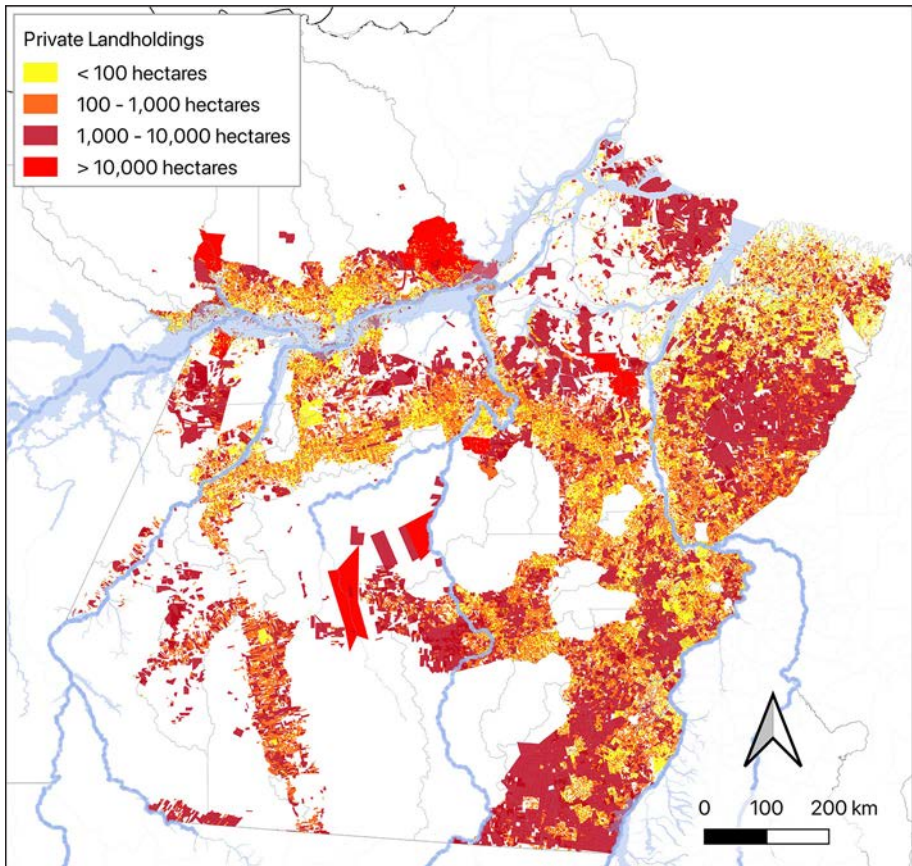 Private Landholdings
< 100 hectares
100 - 1,000 hectares
1,000 - 10,000 hectares
> 10,000 hectares
0 100 200 km